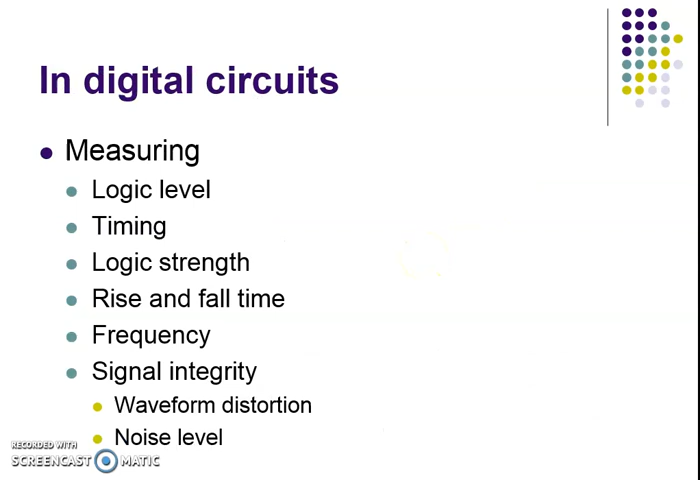 In digital circuits
Measuring
Logic level
Timing
Logic strength
Rise and fall time
Frequency
Signal integrity
Waveform distortion
Noise level
RECORDED WITH
SCREENCAST MATIC